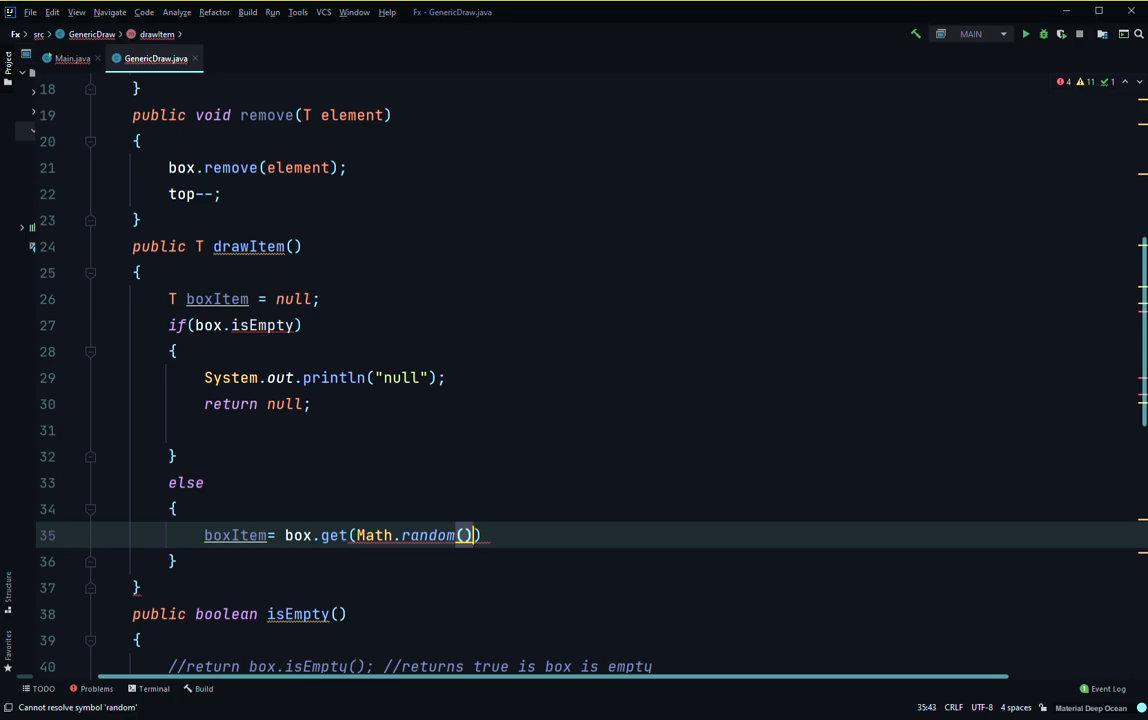 File Edit View Navigate Code Analyze Refactor Build Run Tools VCS Window Help Fx - GenericDraw.java
Fx src GenericDraw drawItem MAIN
Project Main.java GenericDraw.java
4 11 1
18 }
19 public void remove(T element)
20 {
21 box.remove(element);
22 top--;
23 }
24 public T drawItem()
25 {
26 T boxItem = null;
27 if(box.isEmpty)
28 {
29 System.out.println("null");
30 return null;
31
32 }
33 else
34 {
35 boxItem= box.get(Math.random())
36 }
37 }
38 public boolean isEmpty()
39 {
40 //return box.isEmpty(); //returns true is box is empty
Structure
Favorites
TODO Problems Terminal Build 1 Event Log
Cannot resolve symbol 'random' 35:43 CRLF UTF-8 4 spaces Material Deep Ocean